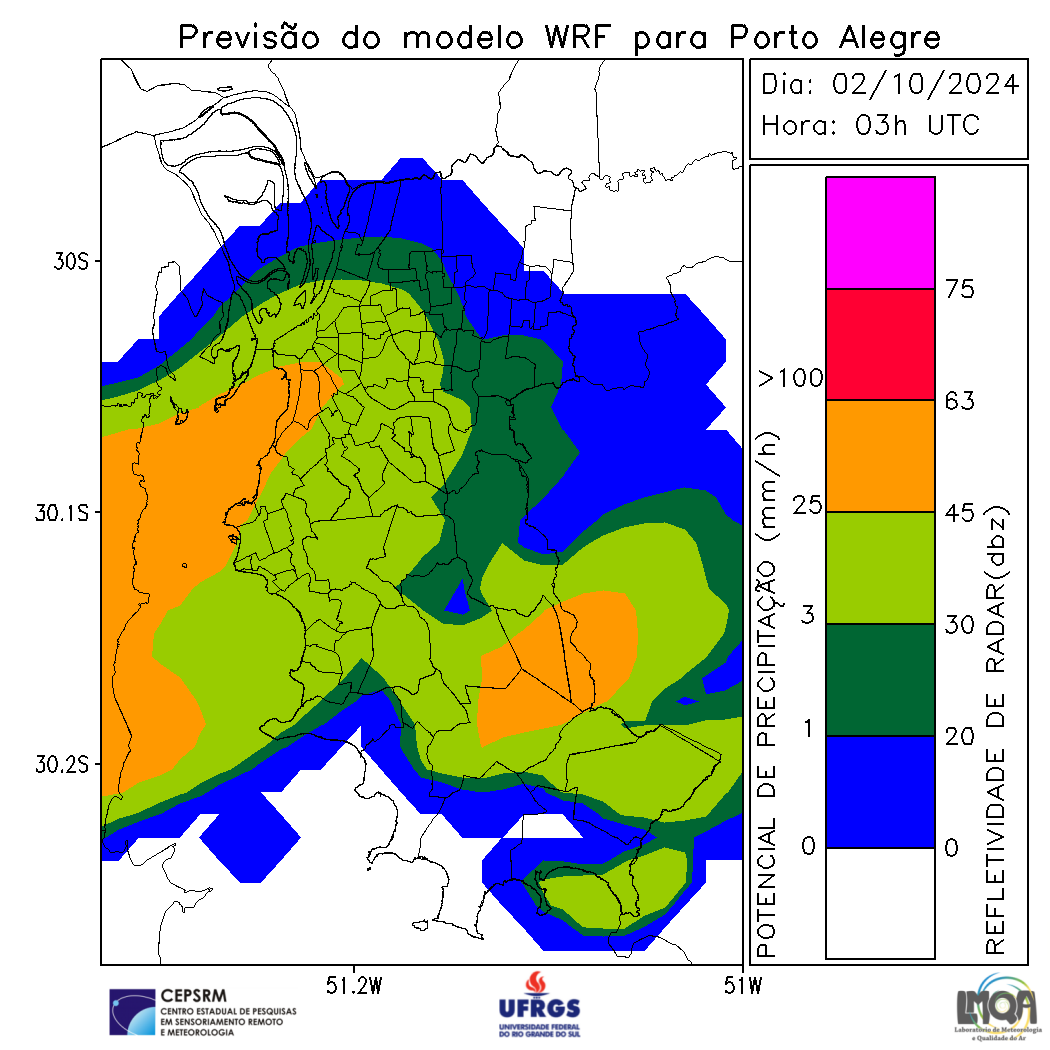 Previsão do modelo WRF para Porto Alegre
Dia: 02/10/2024
Hora: 03h UTC
30S
30.1S
30.2S
51.2W
51W
POTENCIAL DE PRECIPITAÇÃO (mm/h)
>100
25
3
1
0
75
63
45
30
20
0
REFLETIVIDADE DE RADAR(dbz)
CEPSRM
CENTRO ESTADUAL DE PESQUISAS
EM SENSORIAMENTO REMOTO
E METEOROLOGIA
UFRGS
UNIVERSIDADE FEDERAL
DO RIO GRANDE DO SUL
LMQA
Laboratório de Meteorologia
e Qualidade do Ar